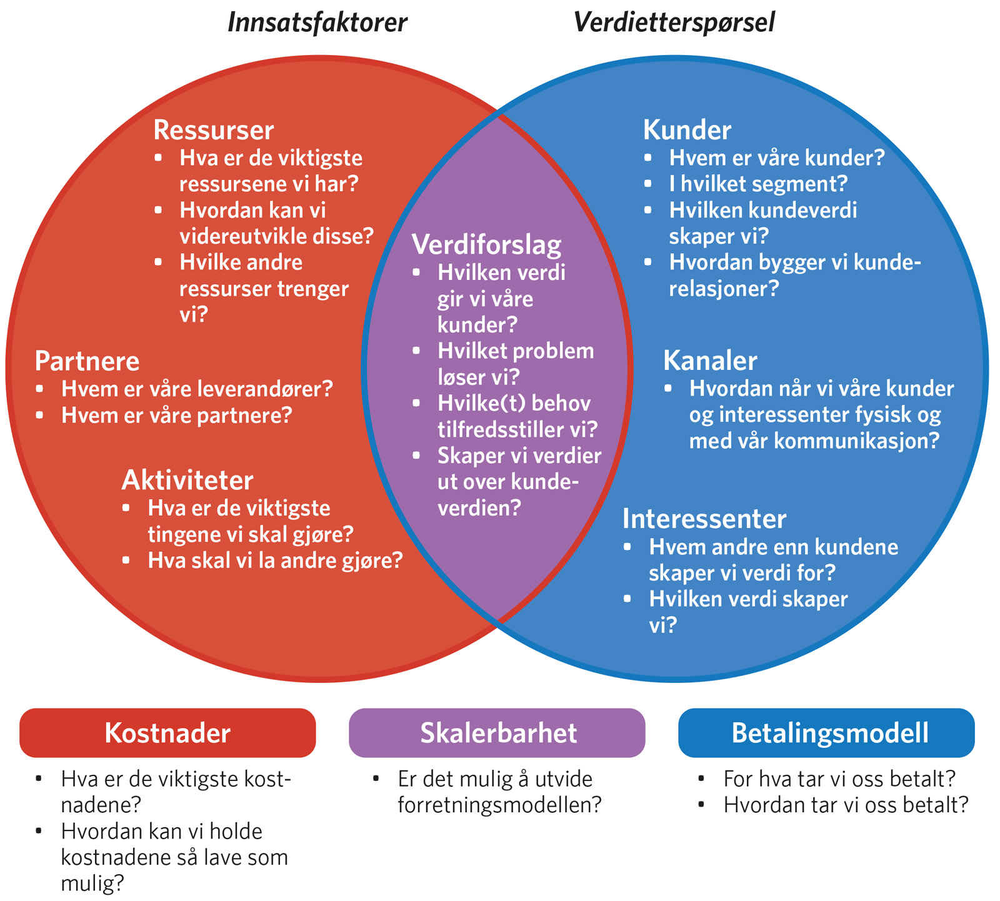 Innsatsfaktorer
Verdietterspørsel
Ressurser
• Hva er de viktigste
ressursene vi har?
• Hvordan kan vi
videreutvikle disse?
• Hvilke andre
ressurser trenger
vi?
Partnere
• Hvem er våre leverandører?
• Hvem er våre partnere?
Aktiviteter
• Hva er de viktigste
tingene vi skal gjøre?
• Hva skal vi la andre gjøre?
Verdiforslag
• Hvilken verdi
gir vi våre
kunder?
• Hvilket problem
løser vi?
• Hvilke(t) behov
tilfredsstiller vi?
• Skaper vi verdier
ut over kunde-
verdien?
Kunder
• Hvem er våre kunder?
• I hvilket segment?
• Hvilken kundeverdi
skaper vi?
• Hvordan bygger vi kunde-
relasjoner?
Kanaler
• Hvordan når vi våre kunder
og interessenter fysisk og
med vår kommunikasjon?
Interessenter
• Hvem andre enn kundene
skaper vi verdi for?
• Hvilken verdi skaper
vi?
Kostnader
• Hva er de viktigste kost-
nadene?
• Hvordan kan vi holde
kostnadene så lave som
mulig?
Skalerbarhet
• Er det mulig å utvide
forretningsmodellen?
Betalingsmodell
• For hva tar vi oss betalt?
• Hvordan tar vi oss betalt?